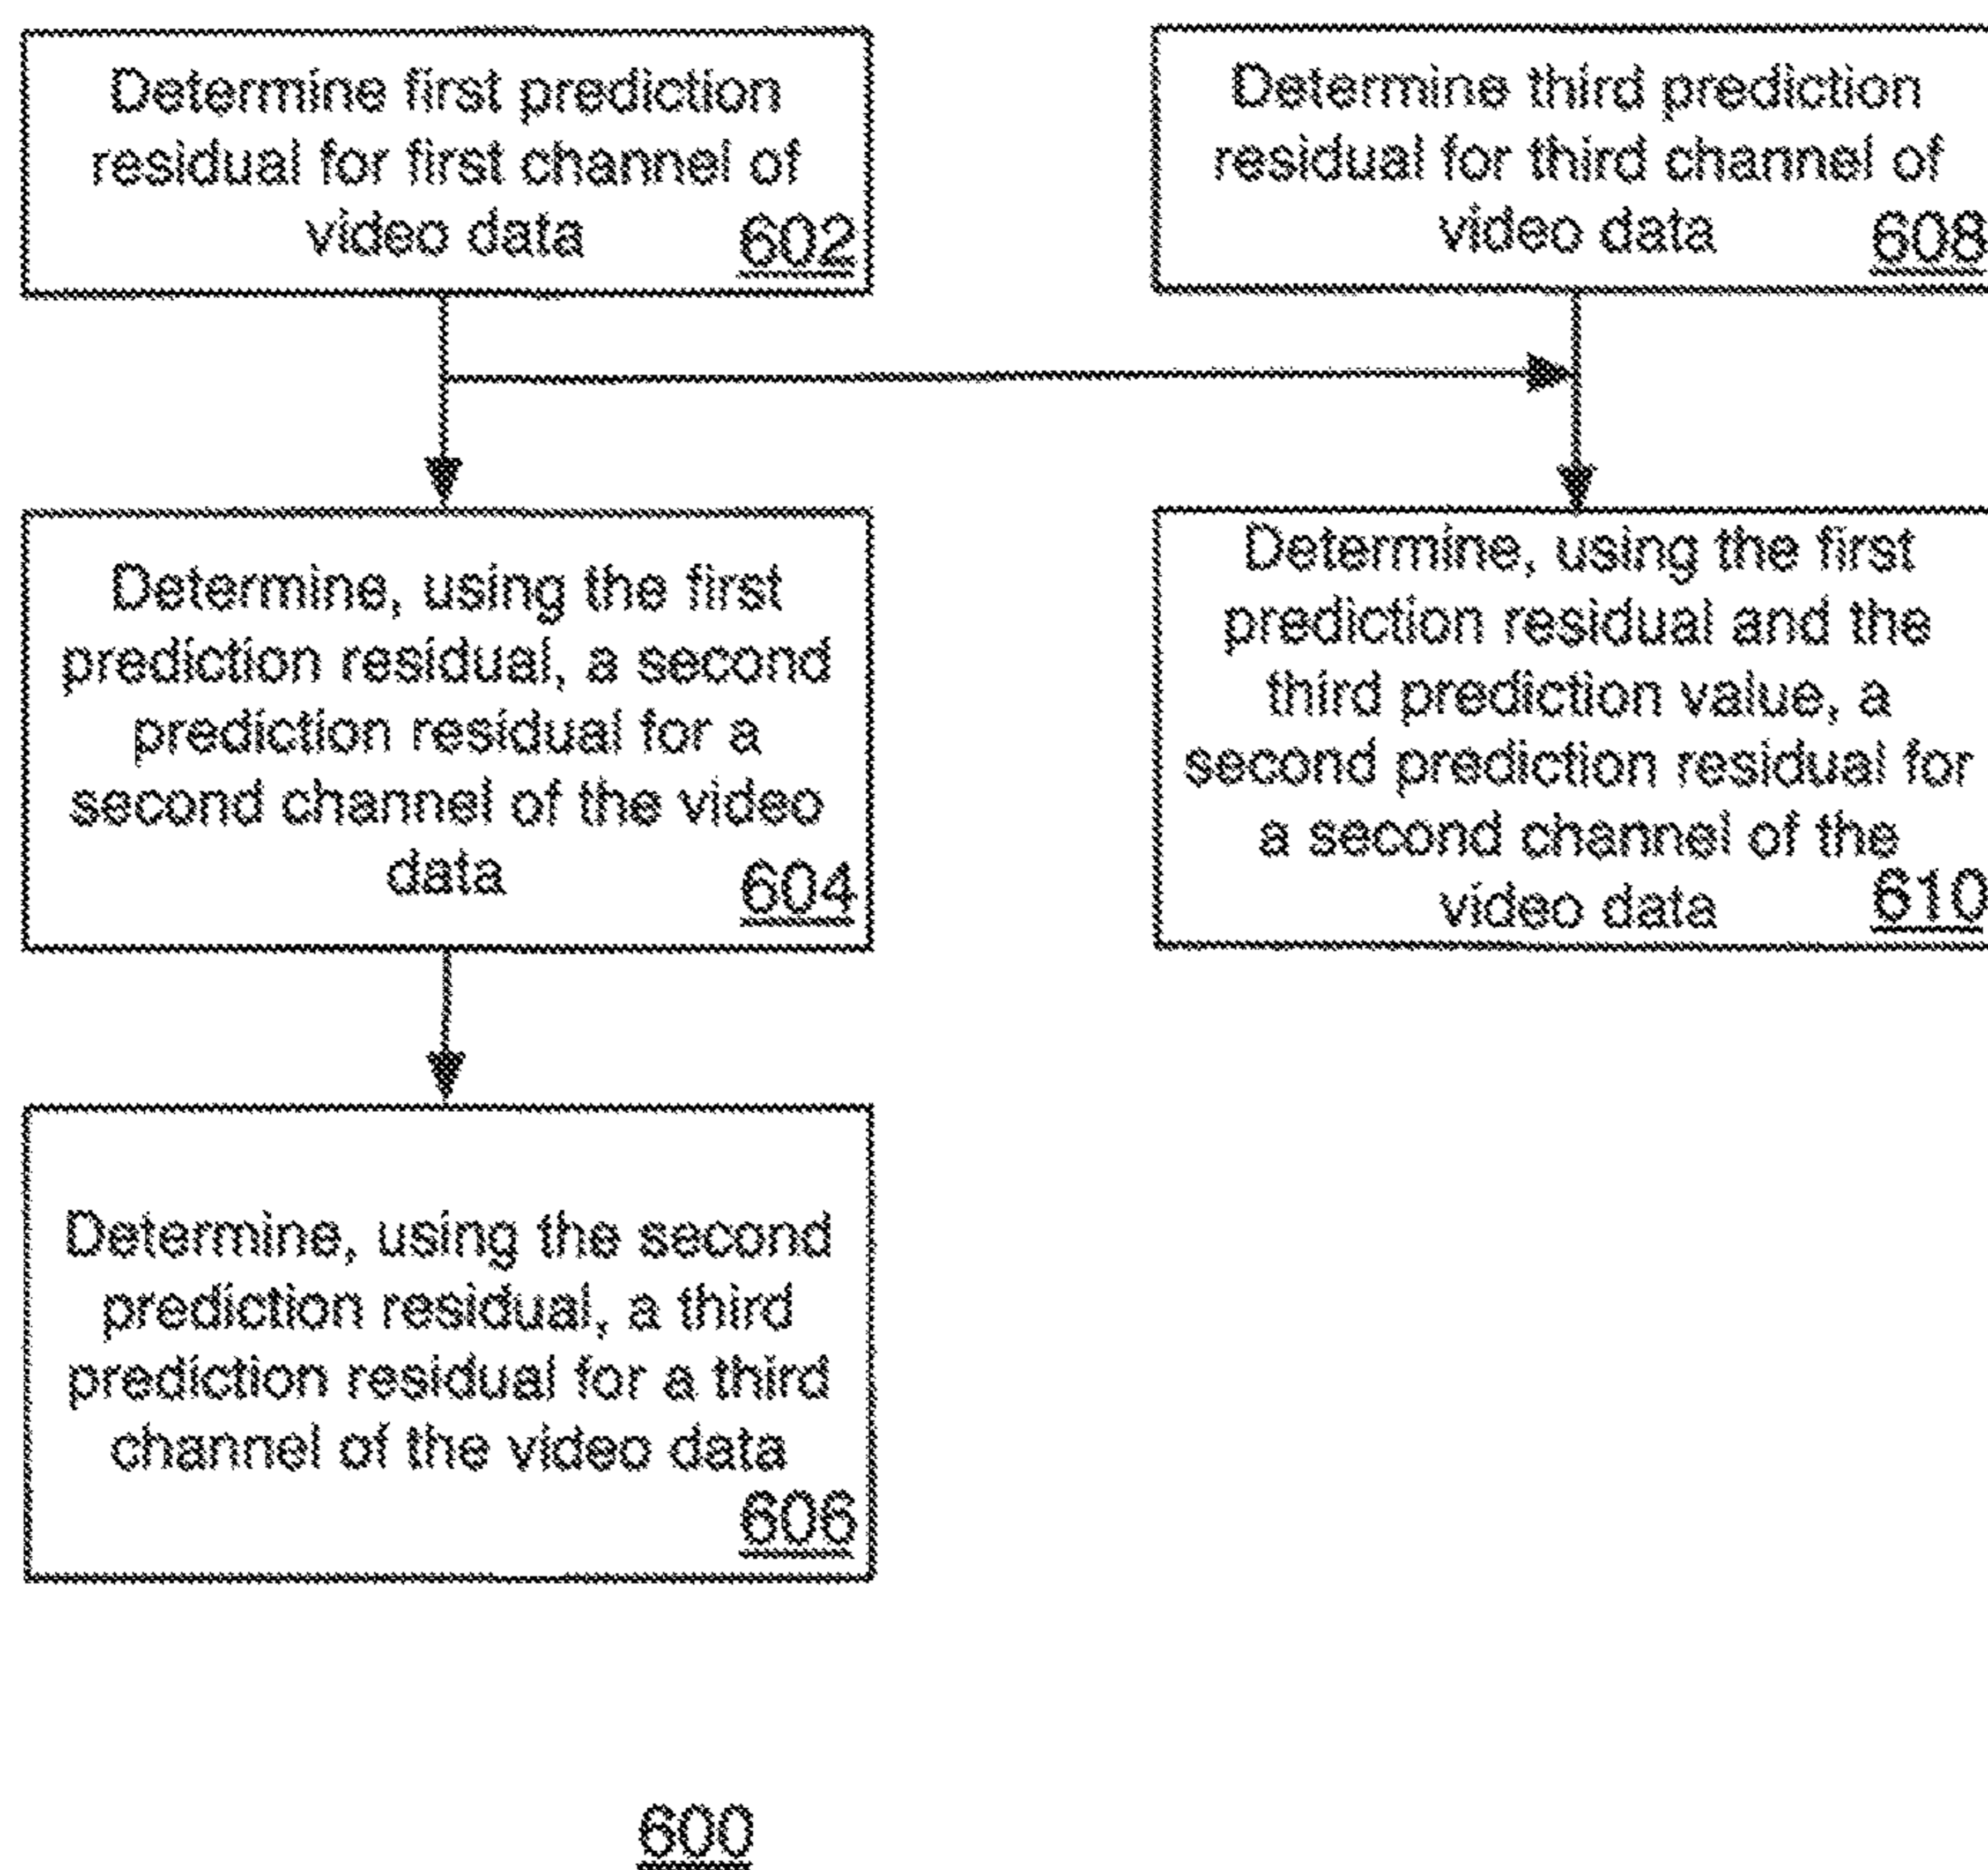 Determine first prediction
residual for first channel of
video data 602
Determine third prediction
residual for third channel of
video data 608
Determine, using the first
prediction residual, a second
prediction residual for a
second channel of the video
data 604
Determine, using the first
prediction residual and the
third prediction value, a
second prediction residual for
a second channel of the
video data 610
Determine, using the second
prediction residual, a third
prediction residual for a third
channel of the video data
606
600